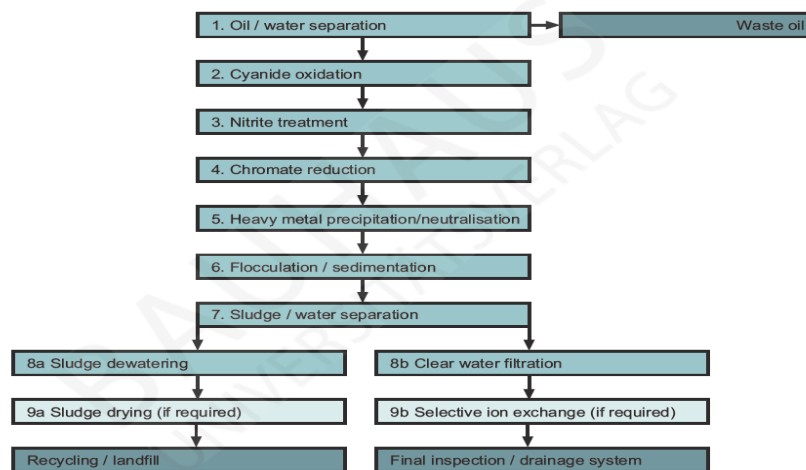 1. Oil / water separation
Waste oil
2. Cyanide oxidation
3. Nitrite treatment
4. Chromate reduction
5. Heavy metal precipitation/neutralisation
6. Flocculation / sedimentation
7. Sludge / water separation
8a Sludge dewatering
8b Clear water filtration
9a Sludge drying (if required)
9b Selective ion exchange (if required)
Recycling / landfill
Final inspection / drainage system
BAUHAUS
UNIVERSITÄTSVERLAG